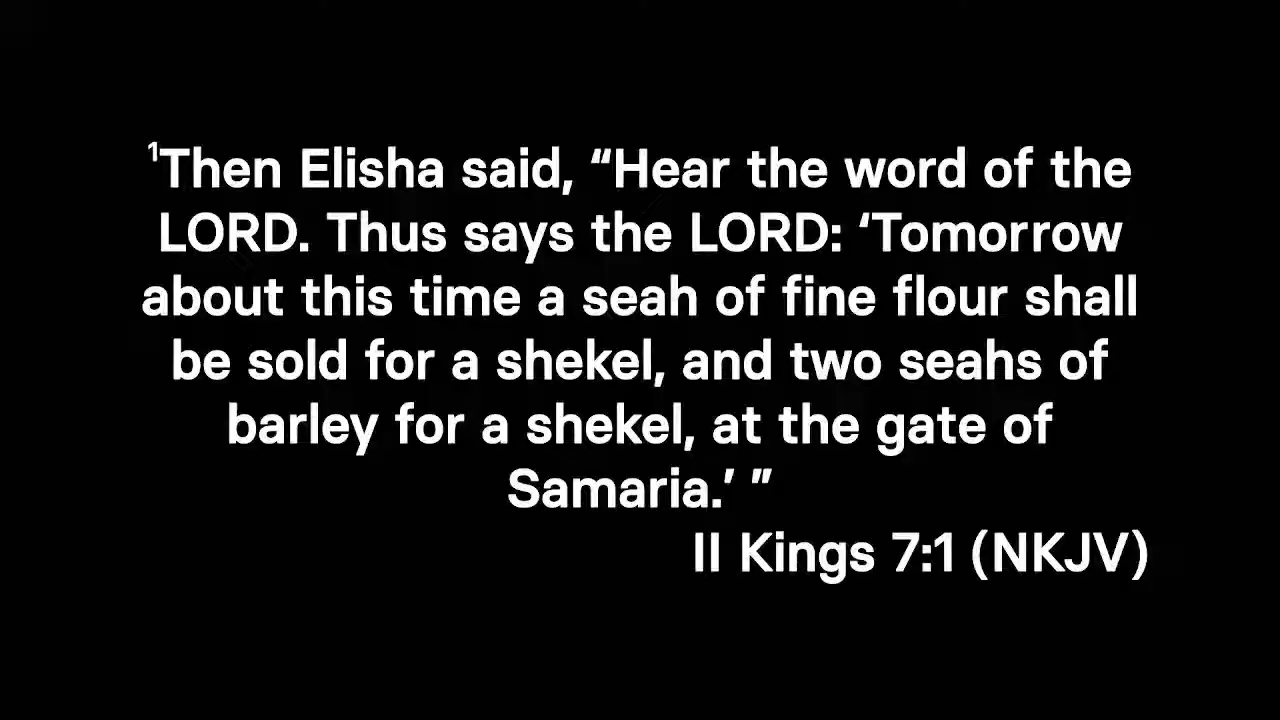 ¹Then Elisha said, “Hear the word of the
LORD. Thus says the LORD: ‘Tomorrow
about this time a seah of fine flour shall
be sold for a shekel, and two seahs of
barley for a shekel, at the gate of
Samaria.’ ”
II Kings 7:1 (NKJV)